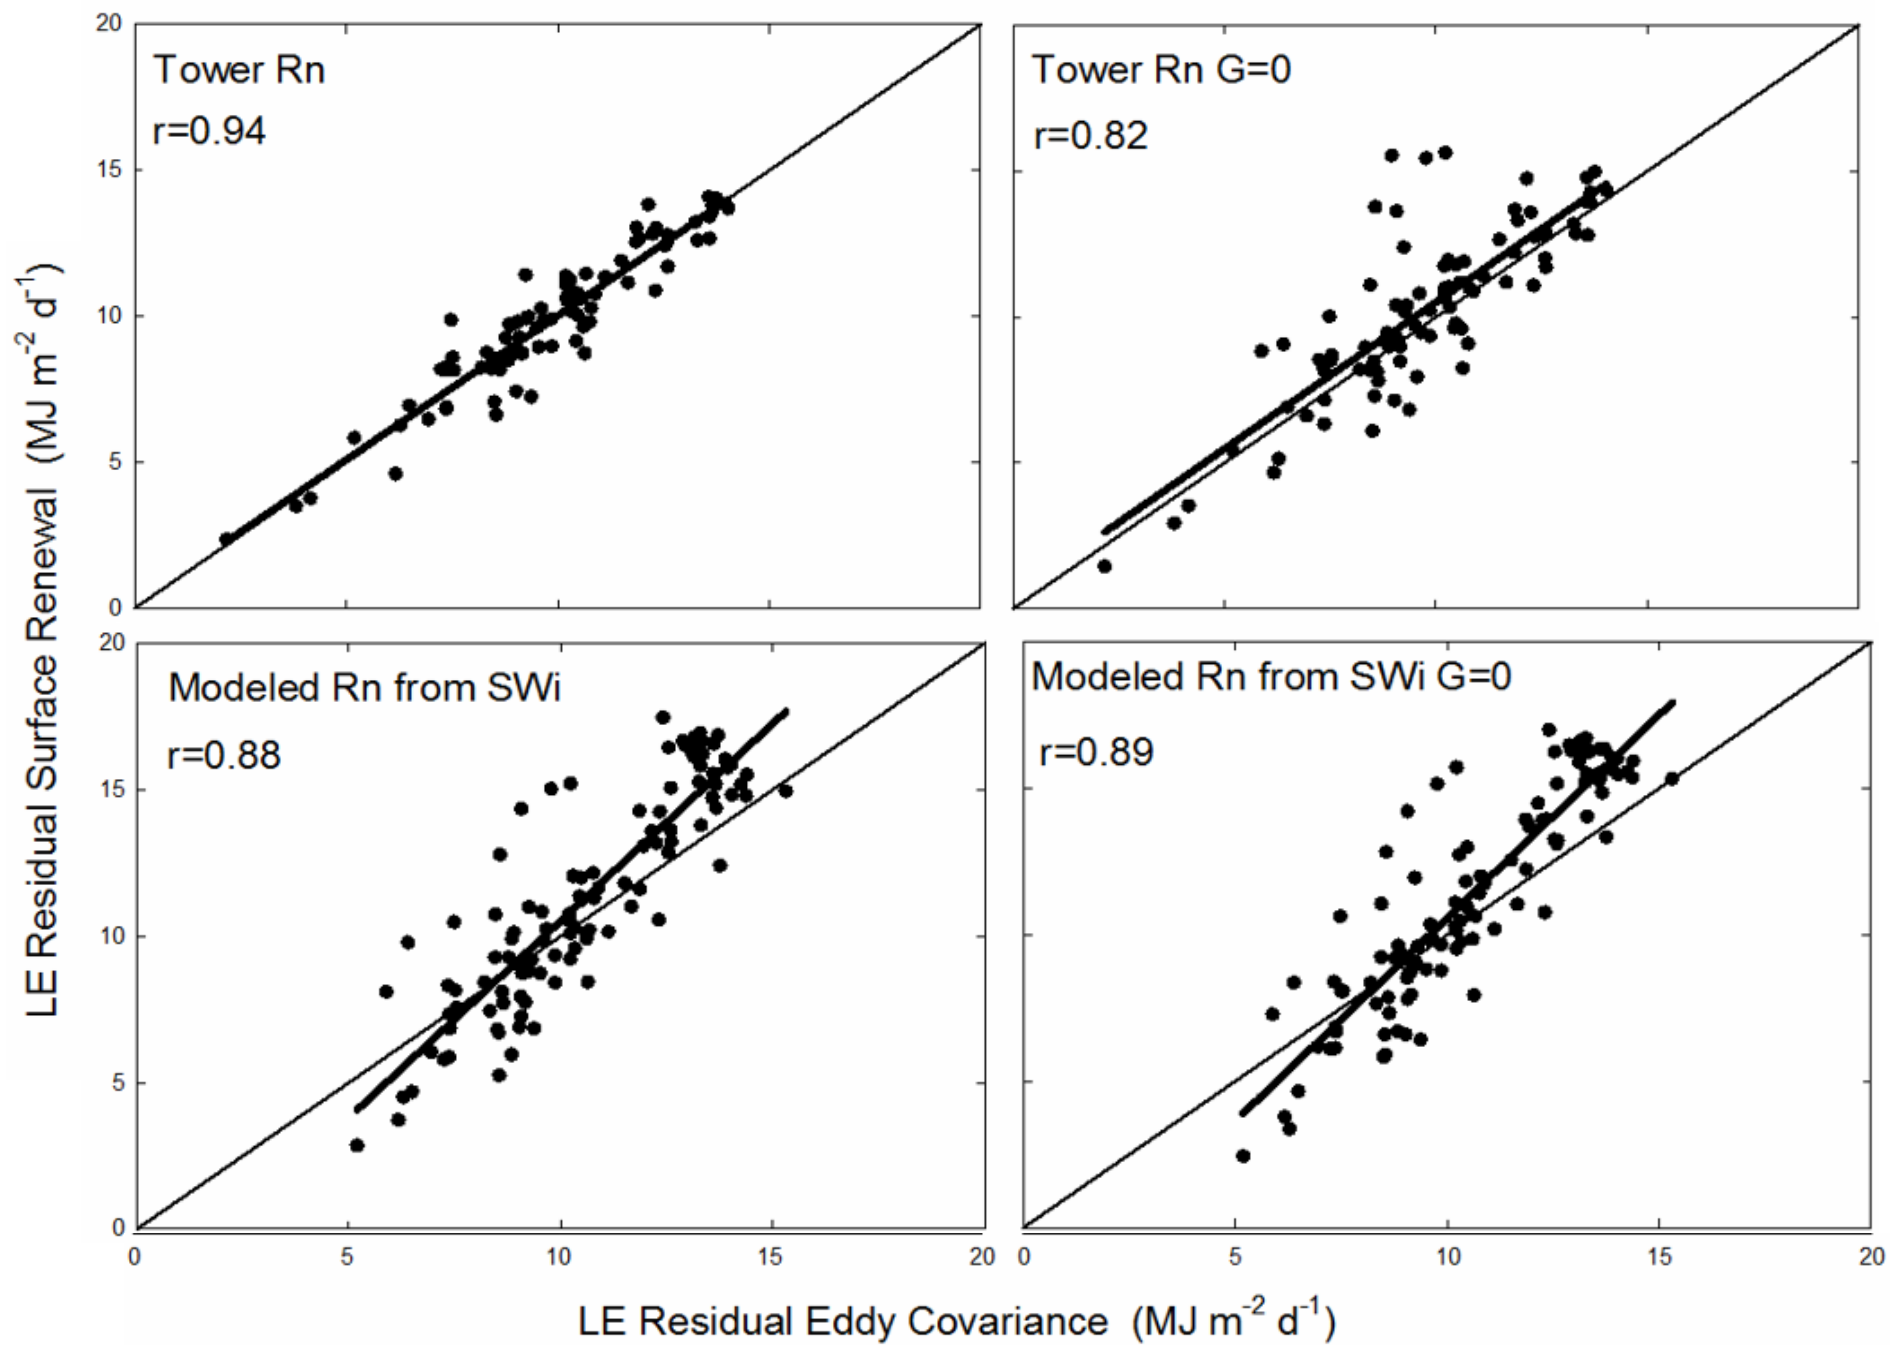 20
15
10
5
0
Tower Rn
r=0.94
Tower Rn G=0
r=0.82
20
15
10
5
0
Modeled Rn from SWi
r=0.88
Modeled Rn from SWi G=0
r=0.89
0 5 10 15 20
0 5 10 15 20
LE Residual Surface Renewal (MJ m-2 d-1)
LE Residual Eddy Covariance (MJ m-2 d-1)